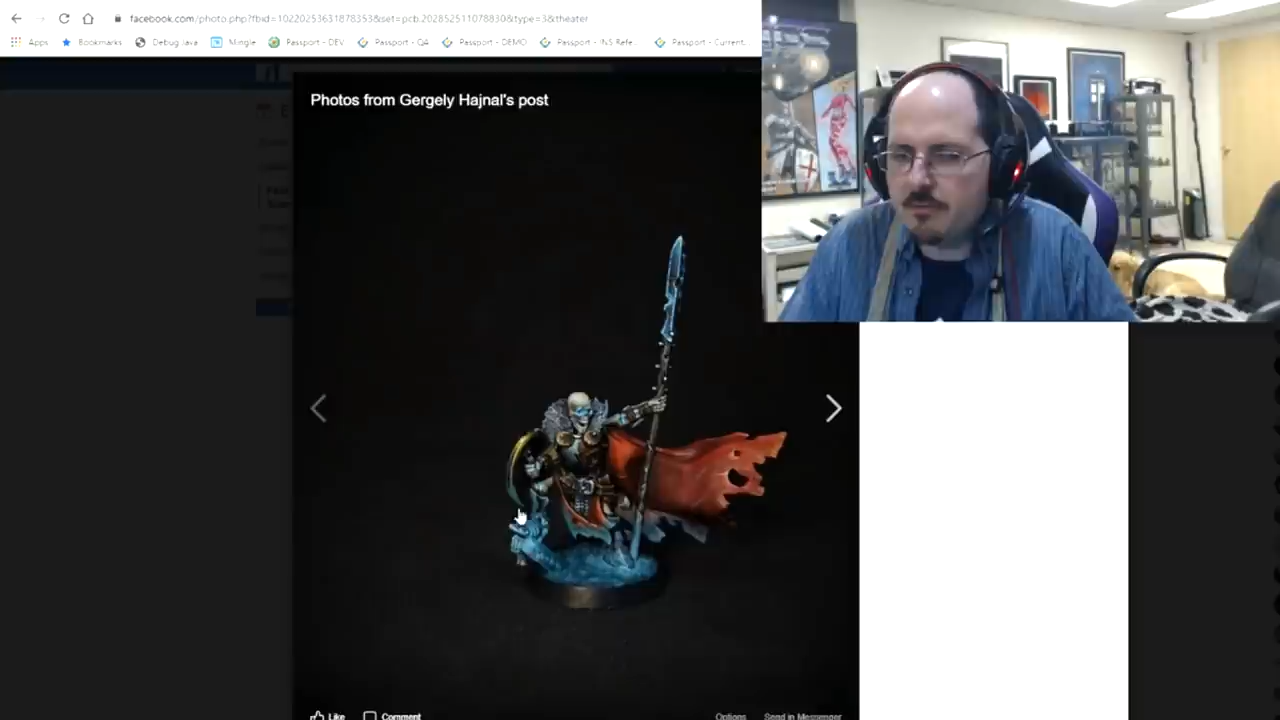 facebook.com/photo.php?fbid=10220253631878353&set=pcb.202852511078830&type=3&theater
Apps Bookmarks Debug Java Mingle Passport - DEV Passport - QA Passport - DEMO Passport - INS Refe... Passport - Current...
Photos from Gergely Hajnal's post
Like Comment Options Send in Messenger